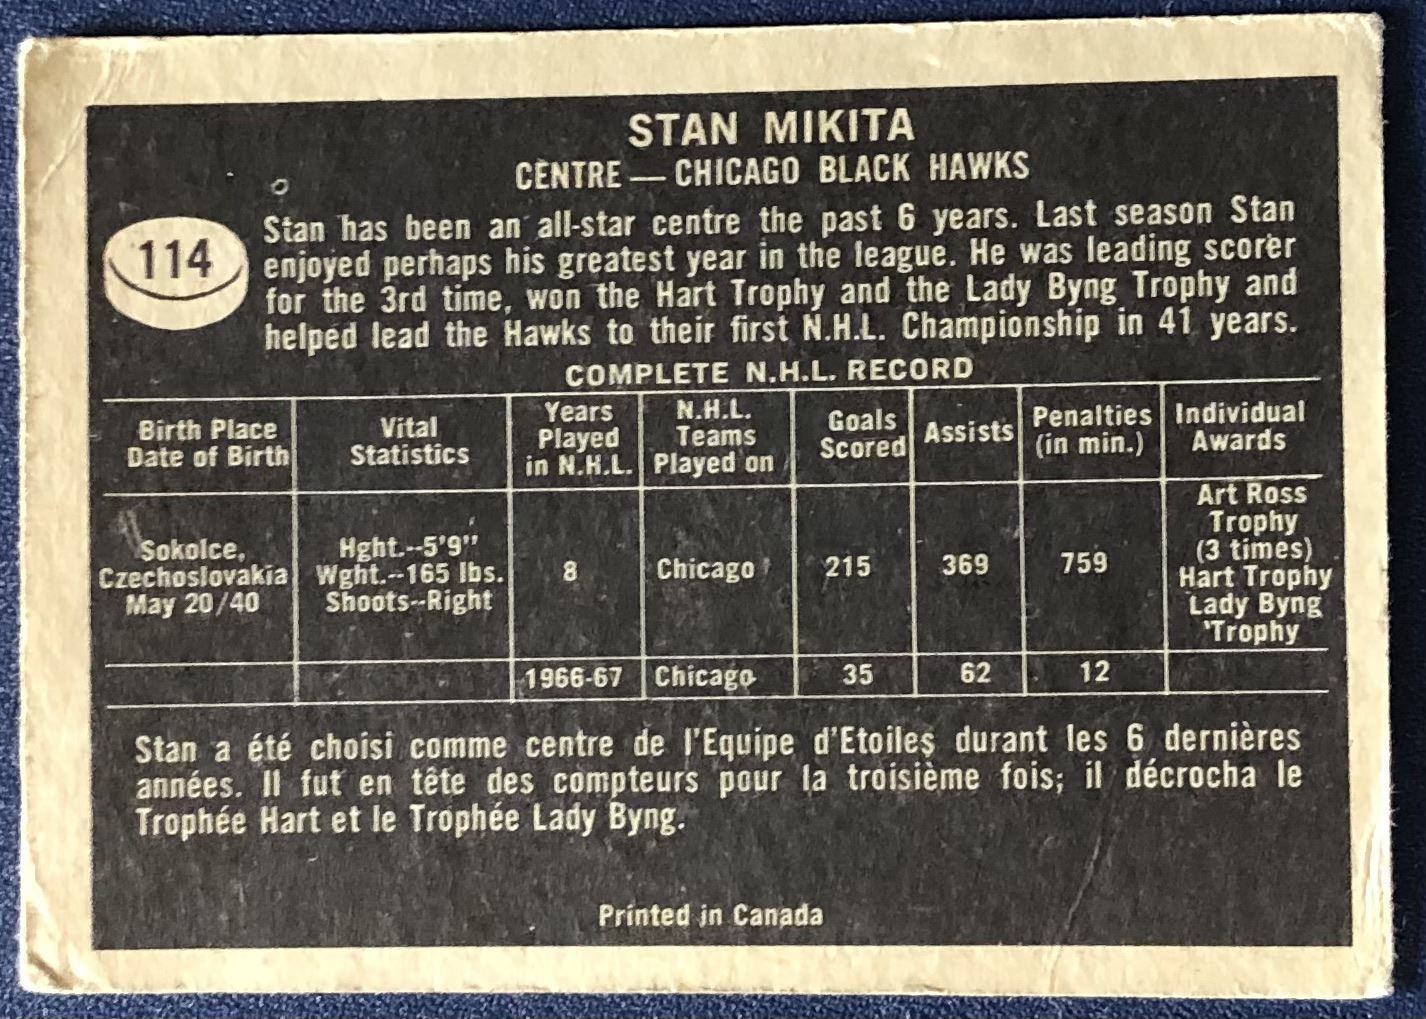 STAN MIKITA
CENTRE — CHICAGO BLACK HAWKS
114
Stan has been an all-star centre the past 6 years. Last season Stan
enjoyed perhaps his greatest year in the league. He was leading scorer
for the 3rd time, won the Hart Trophy and the Lady Byng Trophy and
helped lead the Hawks to their first N.H.L. Championship in 41 years.
COMPLETE N.H.L. RECORD
Birth Place
Date of Birth
Vital
Statistics
Years
Played
in N.H.L.
N.H.L.
Teams
Played on
Goals
Scored
Assists
Penalties
(in min.)
Individual
Awards
Sokolce,
Czechoslovakia
May 20/40
Hght.--5'9"
Wght.--165 lbs.
Shoots--Right
8
Chicago
215
369
759
Art Ross
Trophy
(3 times)
Hart Trophy
Lady Byng
Trophy
1966-67
Chicago
35
62
12
Stan a été choisi comme centre de l'Equipe d'Etoiles durant les 6 dernières
années. Il fut en tête des compteurs pour la troisième fois; il décrocha le
Trophée Hart et le Trophée Lady Byng.
Printed in Canada